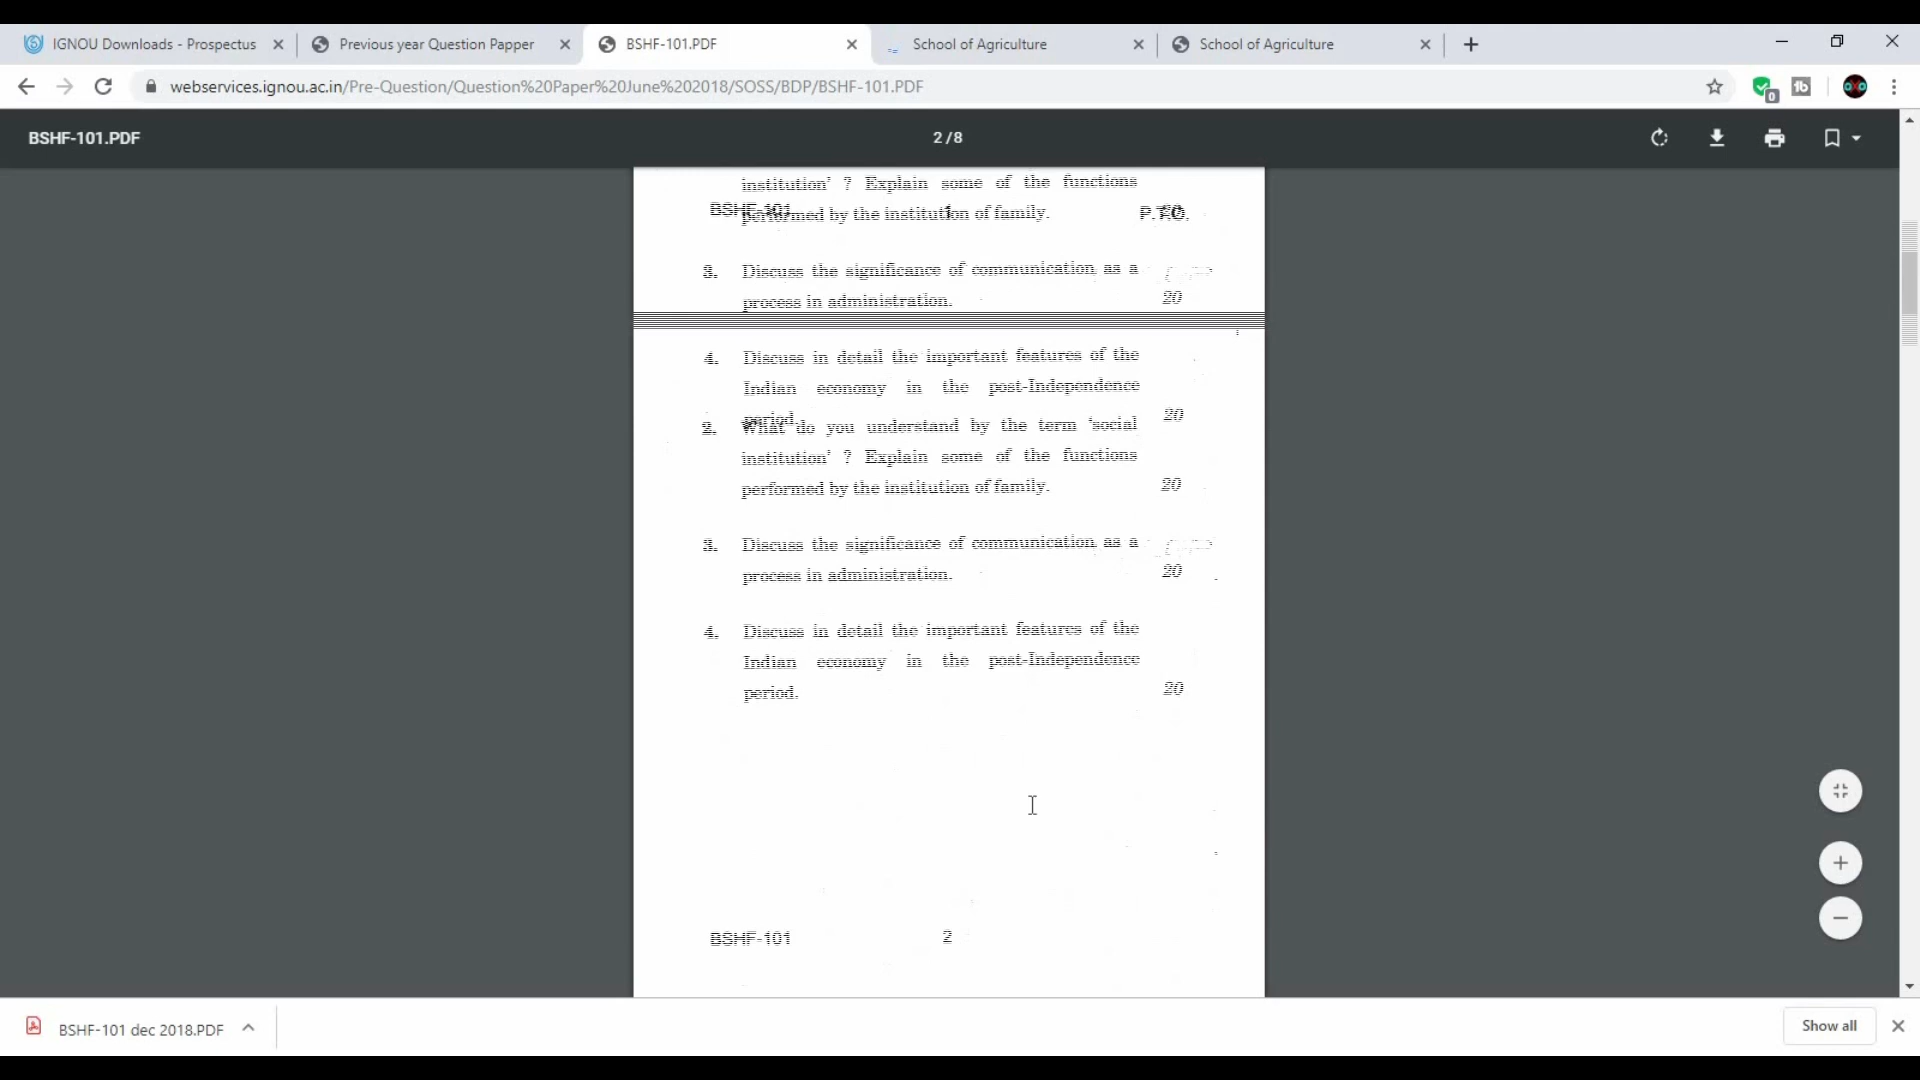 IGNOU Downloads - Prospectus
Previous year Question Papper
BSHF-101.PDF
School of Agriculture
School of Agriculture
webservices.ignou.ac.in/Pre-Question/Question%20Paper%20June%202018/SOSS/BDP/BSHF-101.PDF
0
BSHF-101.PDF
2 / 8
institution' ? Explain some of the functions
performed by the institution of family.
BSHF-101 1 P.T.O.
3. Discuss the significance of communication as a
process in administration. 20
4. Discuss in detail the important features of the
Indian economy in the post-Independence
period. 20
2. What do you understand by the term 'social
institution' ? Explain some of the functions
performed by the institution of family. 20
3. Discuss the significance of communication as a
process in administration. 20
4. Discuss in detail the important features of the
Indian economy in the post-Independence
period. 20
BSHF-101 2
BSHF-101 dec 2018.PDF
Show all